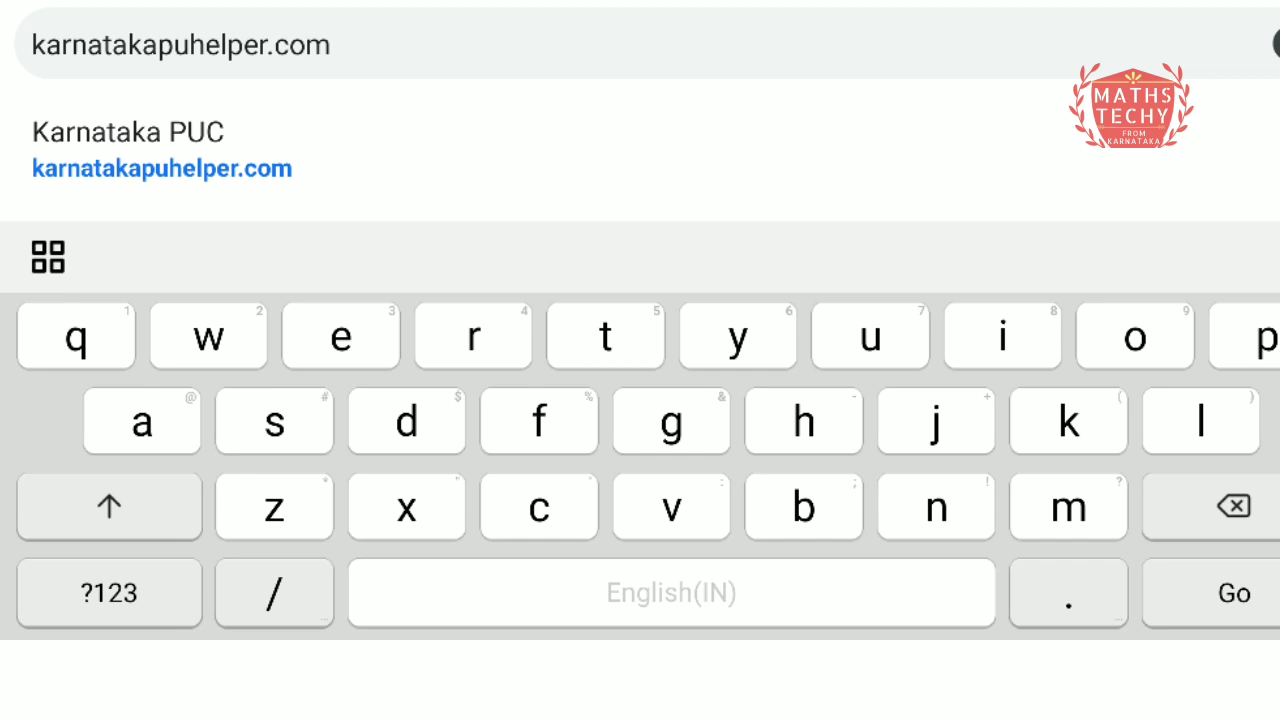 karnatakapuhelper.com
MATHS
TECHY
FROM
KARNATAKA
Karnataka PUC
karnatakapuhelper.com
1 2 3 4 5 6 7 8 9
q w e r t y u i o p
@ # $ % & - + ( )
a s d f g h j k l
* " ' : ; ! ?
z x c v b n m
?123 / English(IN) . Go